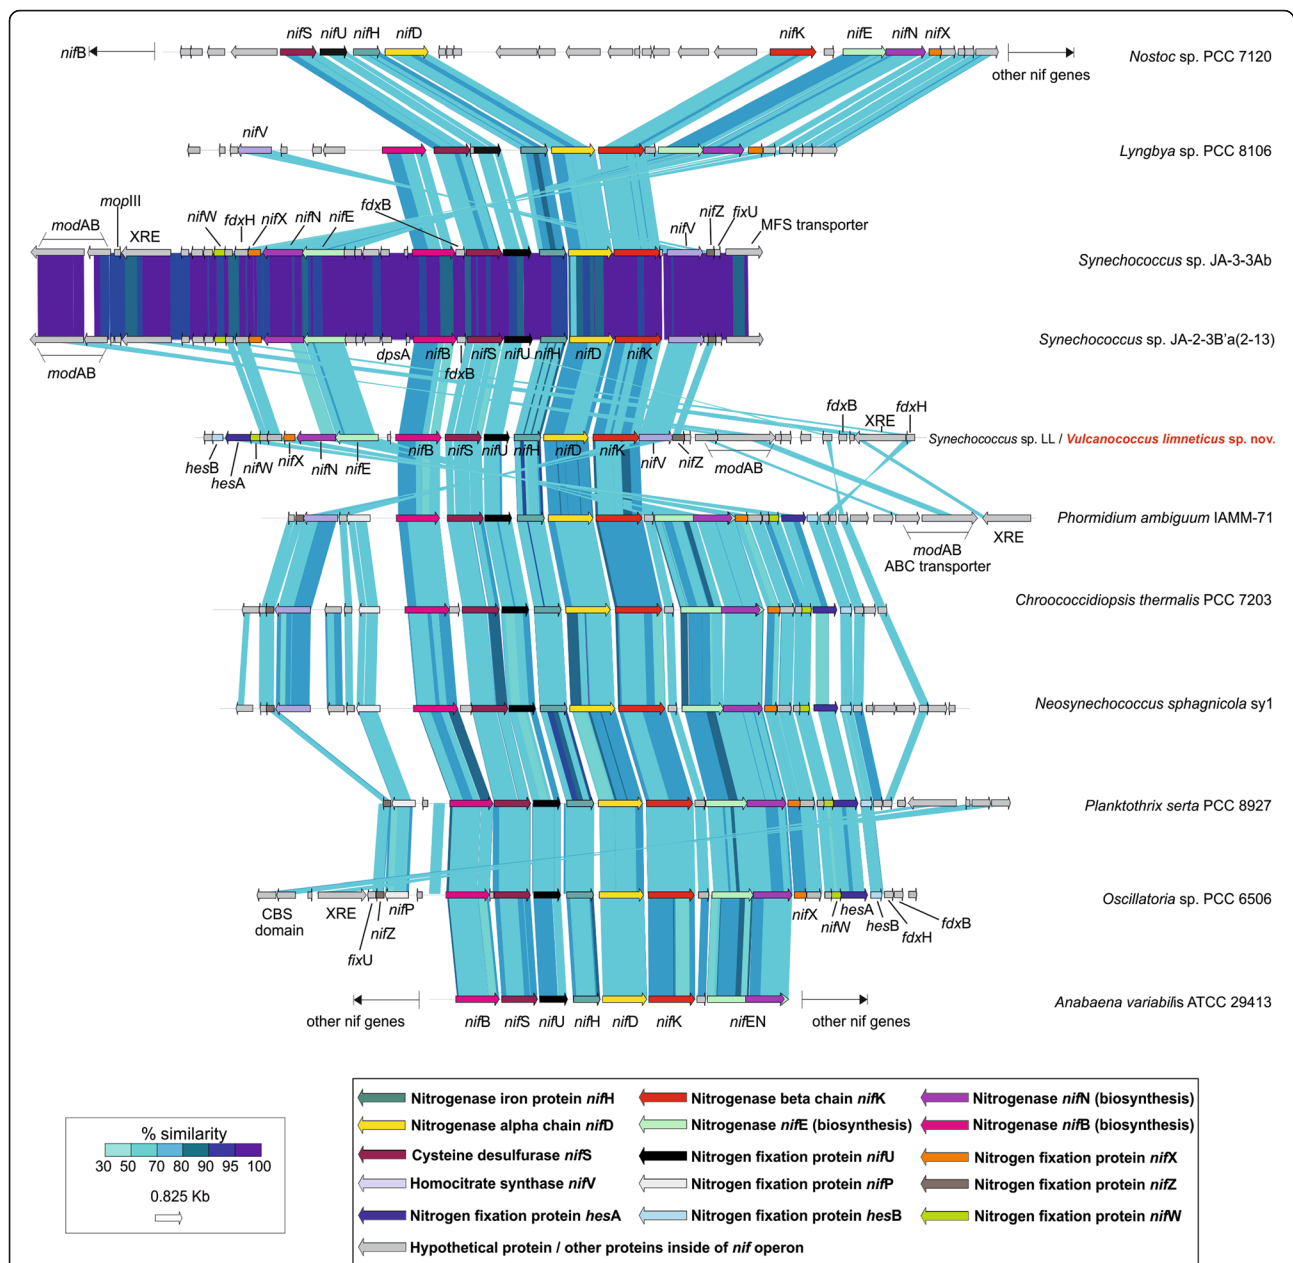 nifS nifU nifH nifD nifK nifE nifN nifX
nifB
Nostoc sp. PCC 7120
other nif genes
nifV
Lyngbya sp. PCC 8106
mopIII
modAB
XRE
nifW
fdxH
nifX
nifN
nifE
fdxB
nifV
nifZ
fixU
MFS transporter
Synechococcus sp. JA-3-3Ab
Synechococcus sp. JA-2-3B'a(2-13)
modAB
dpsA
nifB
fdxB
nifS
nifU
nifH
nifD
nifK
fdxB
XRE
fdxH
Synechococcus sp. LL / Vulcanococcus limneticus sp. nov.
hesB
hesA
nifW
nifX
nifN
nifE
nifB
nifS
nifU
nifH
nifD
nifK
nifV
nifZ
modAB
Phormidium ambiguum IAMM-71
modAB
ABC transporter
XRE
Chroococcidiopsis thermalis PCC 7203
Neosynechococcus sphagnicola sy1
Planktothrix serta PCC 8927
Oscillatoria sp. PCC 6506
CBS
domain
XRE
fixU
nifZ
nifP
nifX
nifW
hesA
hesB
fdxH
fdxB
Anabaena variabilis ATCC 29413
other nif genes
nifB nifS nifU nifH nifD nifK nifEN
other nif genes
Nitrogenase iron protein nifH
Nitrogenase beta chain nifK
Nitrogenase nifN (biosynthesis)
Nitrogenase alpha chain nifD
Nitrogenase nifE (biosynthesis)
Nitrogenase nifB (biosynthesis)
Cysteine desulfurase nifS
Nitrogen fixation protein nifU
Nitrogen fixation protein nifX
Homocitrate synthase nifV
Nitrogen fixation protein nifP
Nitrogen fixation protein nifZ
Nitrogen fixation protein hesA
Nitrogen fixation protein hesB
Nitrogen fixation protein nifW
Hypothetical protein / other proteins inside of nif operon
% similarity
30 50 70 80 90 95 100
0.825 Kb